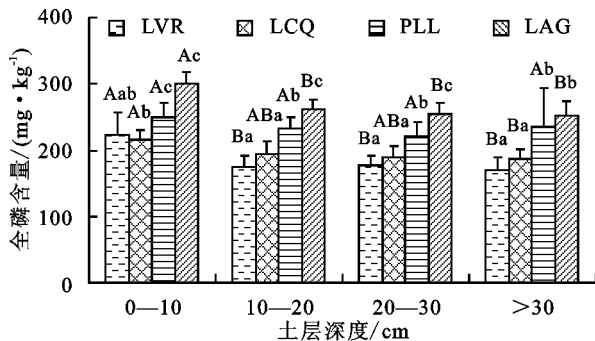 LVR LCQ PLL LAG
全磷含量/(mg·kg⁻¹)
400
300
200
100
0
Aab Ab Ac Ac
Ba ABa Ab Bc
Ba ABa Ab Bc
Ba Ba Ab Bb
0—10 10—20 20—30 >30
土层深度/cm